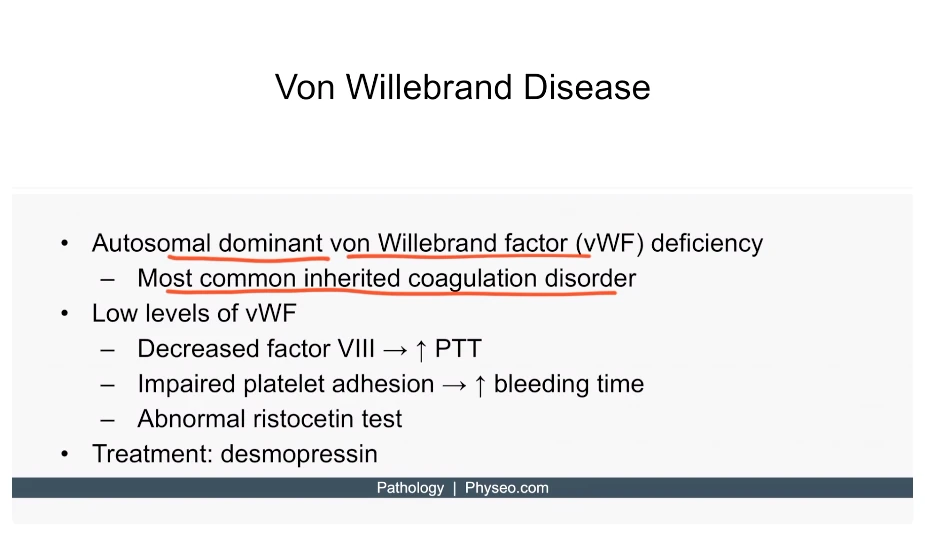 Von Willebrand Disease
• Autosomal dominant von Willebrand factor (vWF) deficiency
– Most common inherited coagulation disorder
• Low levels of vWF
– Decreased factor VIII → ↑ PTT
– Impaired platelet adhesion → ↑ bleeding time
– Abnormal ristocetin test
• Treatment: desmopressin
Pathology | Physeo.com